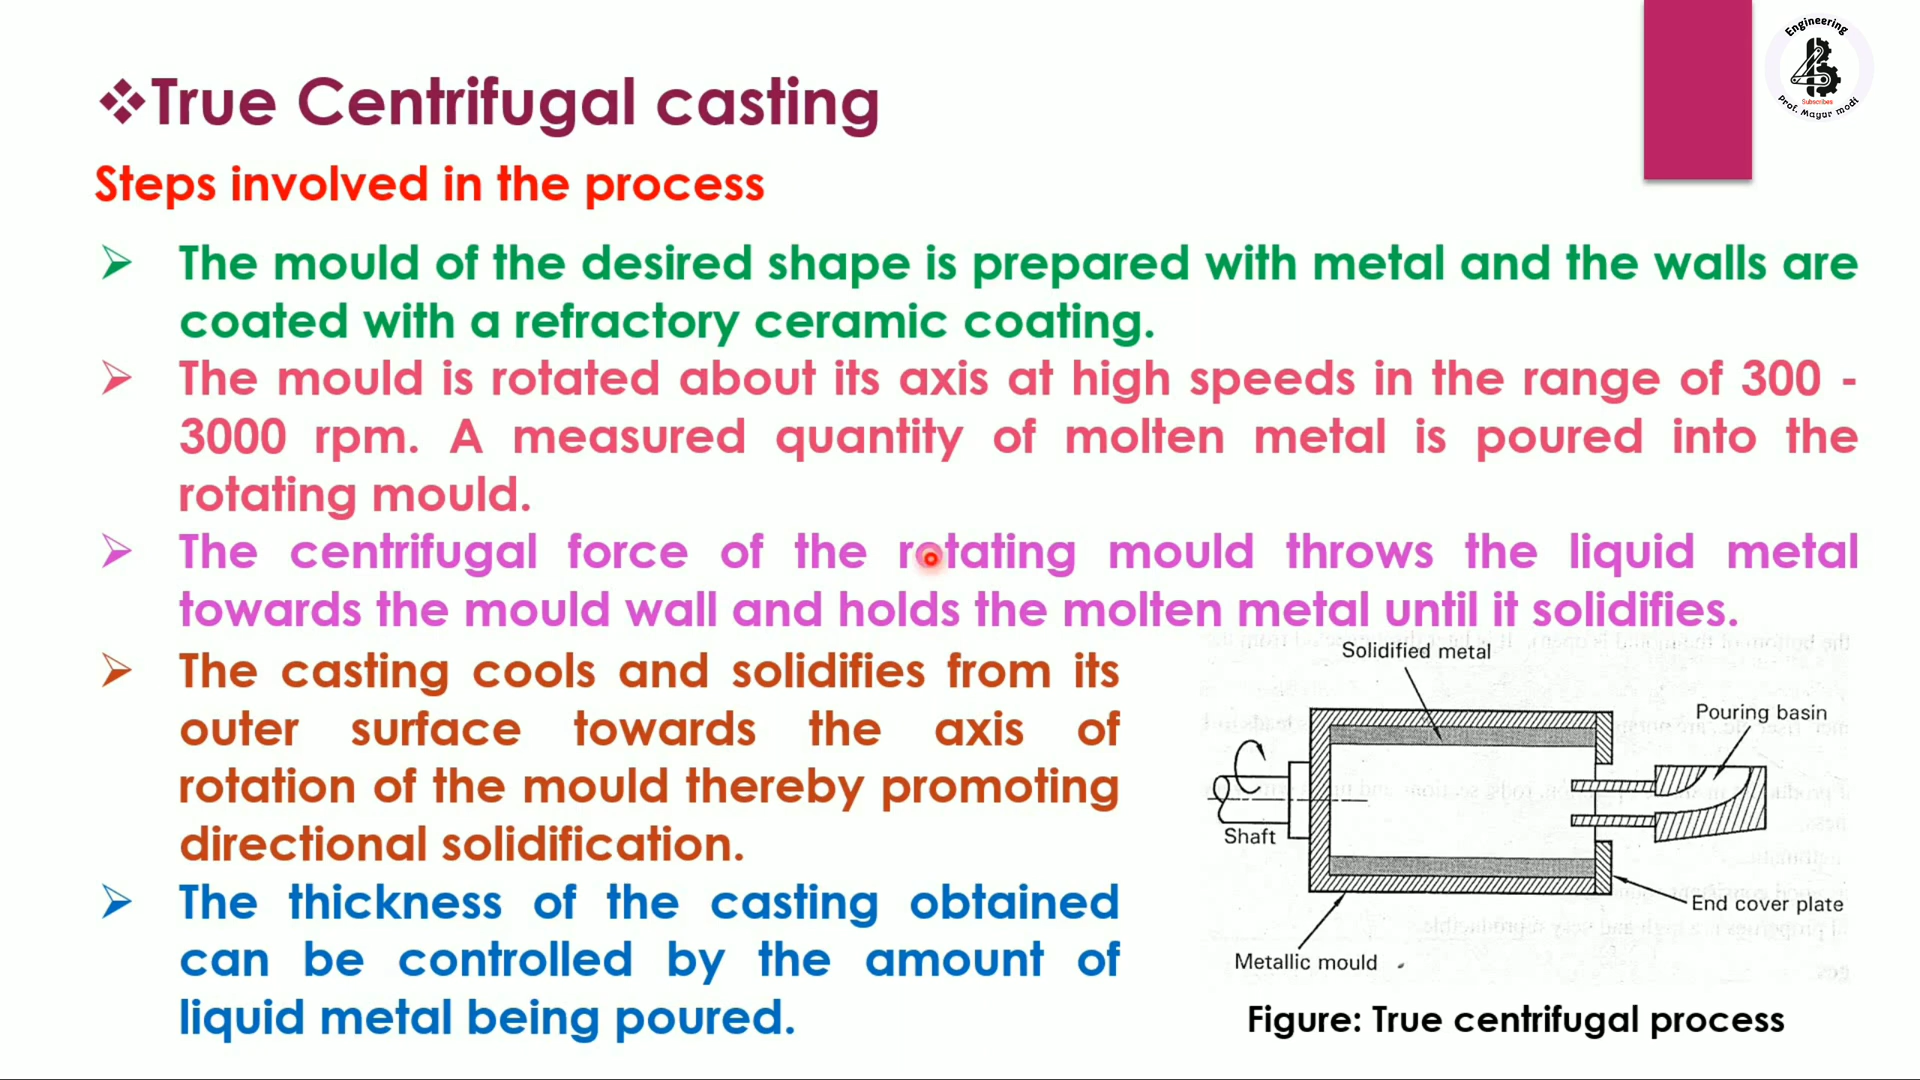 Engineering
Subscribes
Prof. Mayur modi
❖True Centrifugal casting
Steps involved in the process
➢ The mould of the desired shape is prepared with metal and the walls are
coated with a refractory ceramic coating.
➢ The mould is rotated about its axis at high speeds in the range of 300 -
3000 rpm. A measured quantity of molten metal is poured into the
rotating mould.
➢ The centrifugal force of the rotating mould throws the liquid metal
towards the mould wall and holds the molten metal until it solidifies.
➢ The casting cools and solidifies from its
outer surface towards the axis of
rotation of the mould thereby promoting
directional solidification.
➢ The thickness of the casting obtained
can be controlled by the amount of
liquid metal being poured.
Solidified metal
Pouring basin
Shaft
End cover plate
Metallic mould
Figure: True centrifugal process